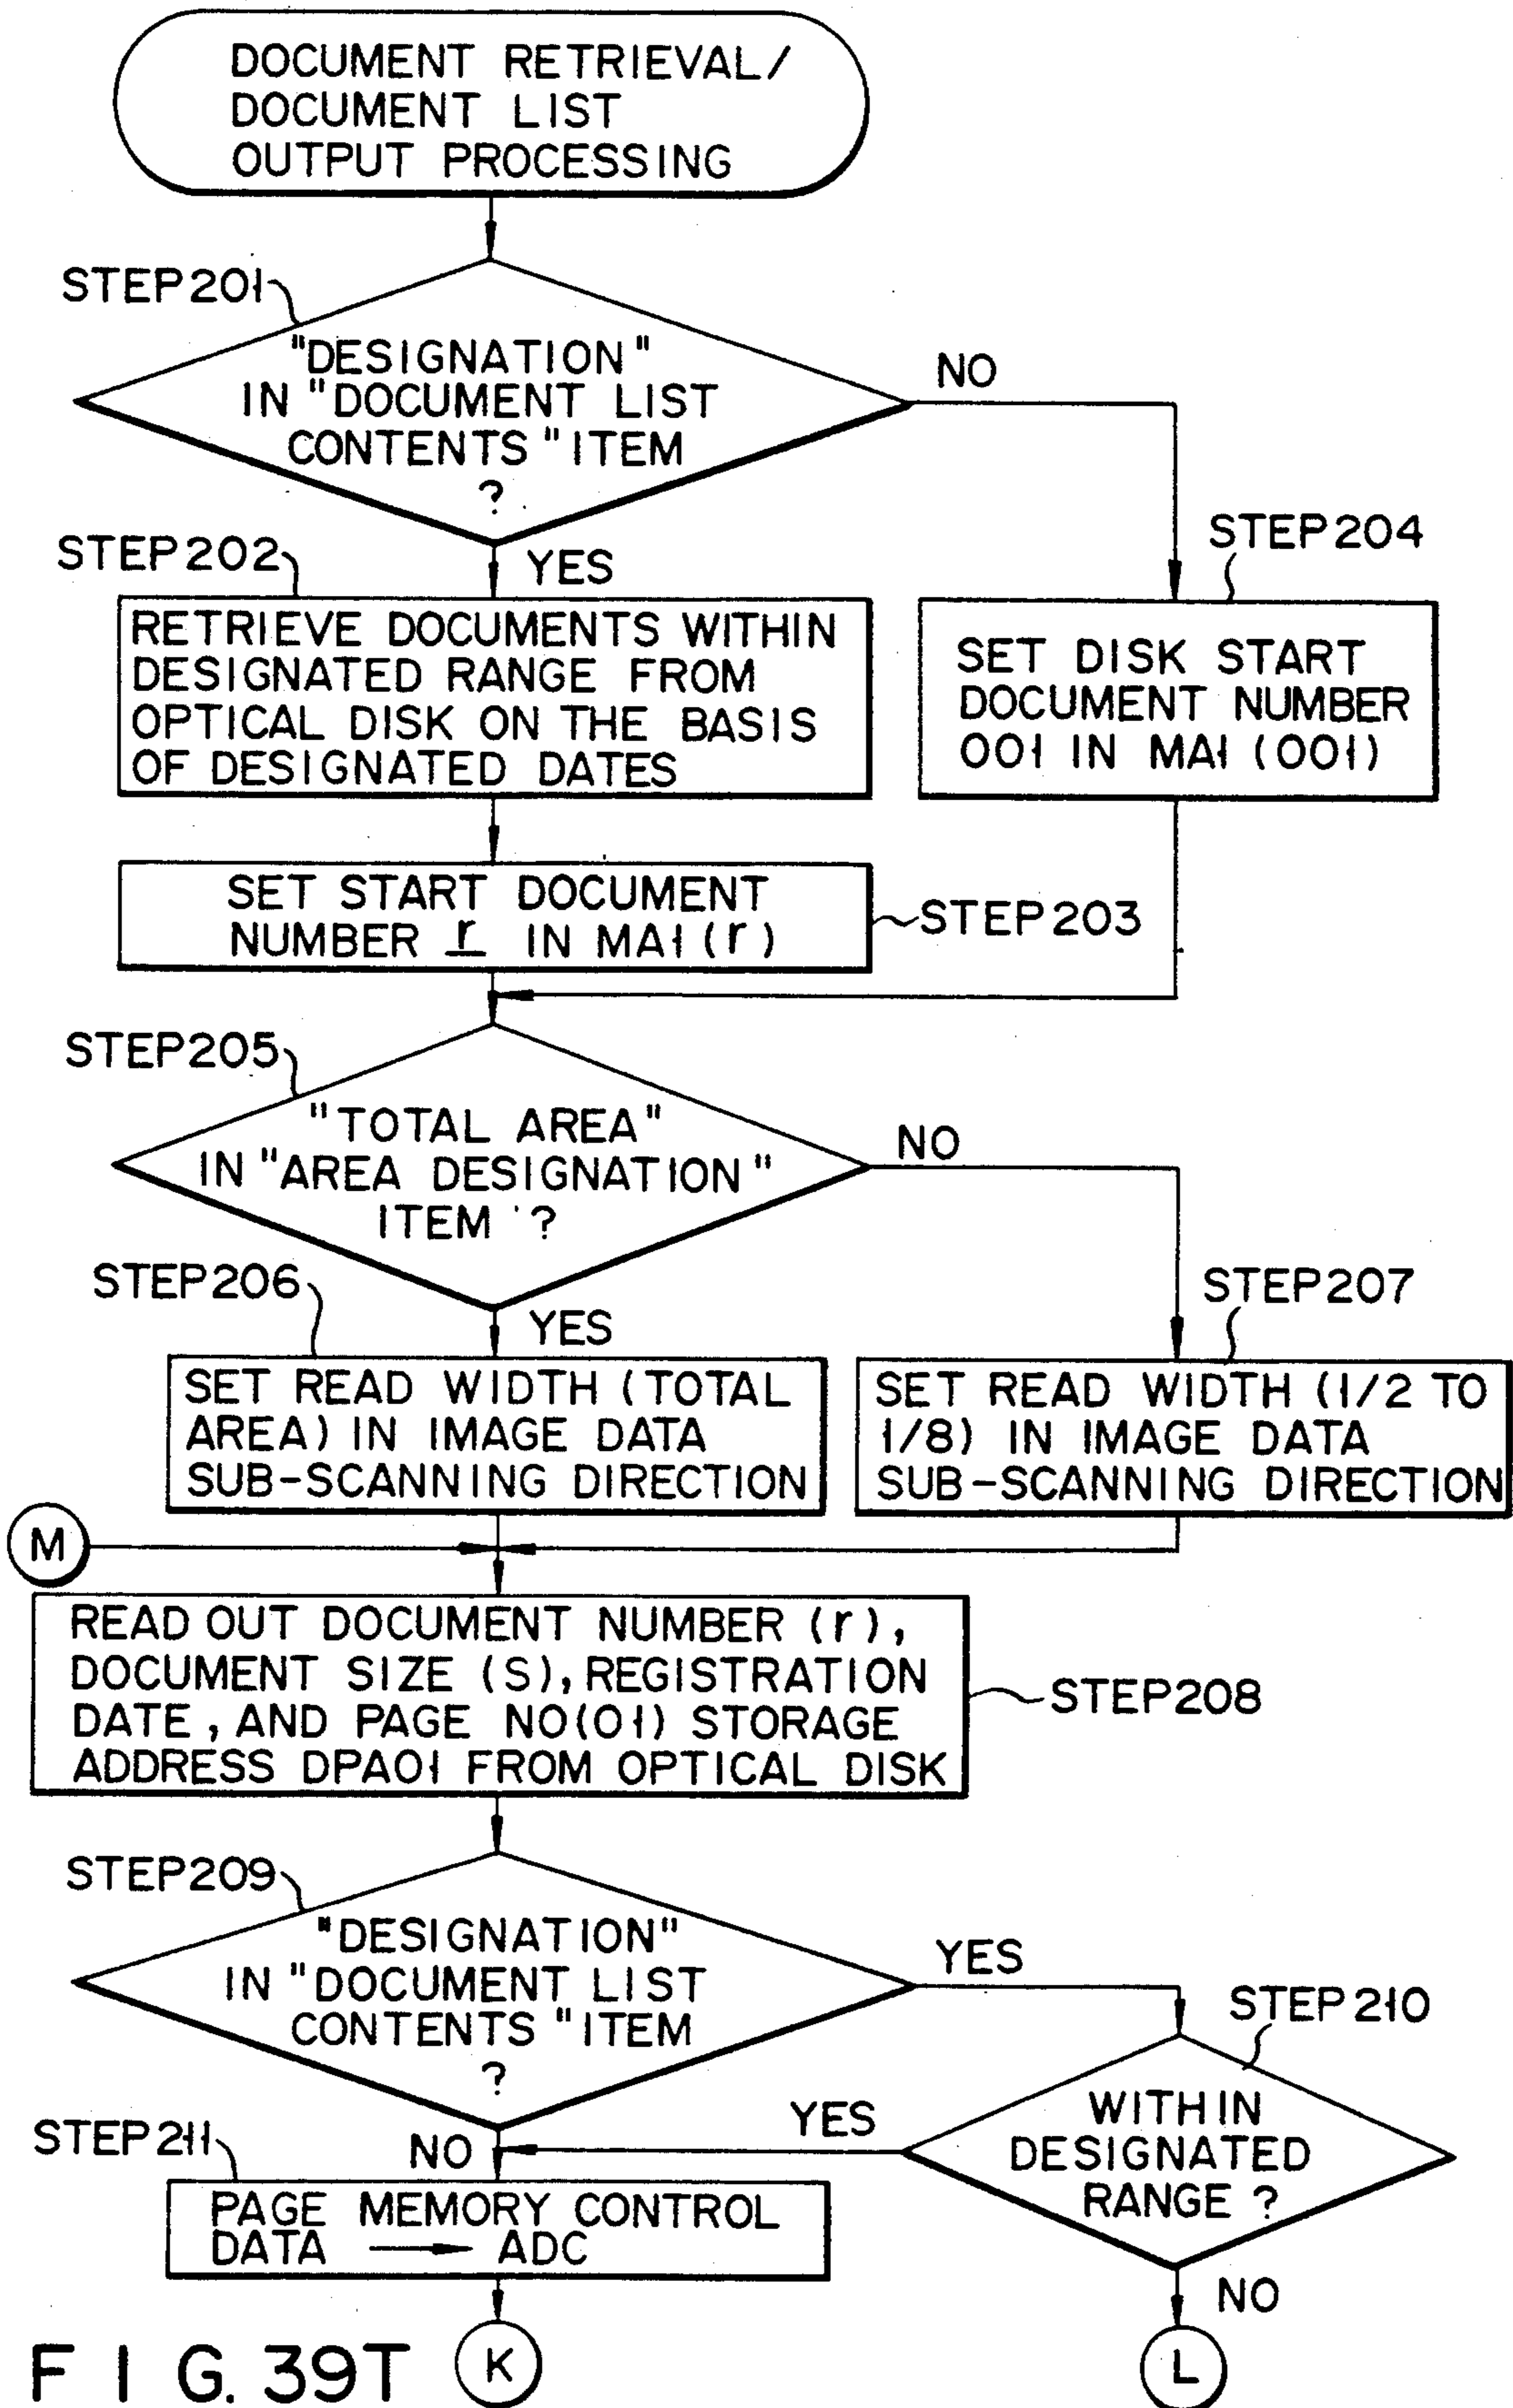 DOCUMENT RETRIEVAL/
DOCUMENT LIST
OUTPUT PROCESSING
STEP201
"DESIGNATION"
IN "DOCUMENT LIST
CONTENTS" ITEM
?
NO
YES
STEP202
RETRIEVE DOCUMENTS WITHIN
DESIGNATED RANGE FROM
OPTICAL DISK ON THE BASIS
OF DESIGNATED DATES
STEP204
SET DISK START
DOCUMENT NUMBER
001 IN MA1 (001)
SET START DOCUMENT
NUMBER r IN MA1 (r)
STEP203
STEP205
"TOTAL AREA"
IN "AREA DESIGNATION"
ITEM ?
NO
YES
STEP206
SET READ WIDTH (TOTAL
AREA) IN IMAGE DATA
SUB-SCANNING DIRECTION
STEP207
SET READ WIDTH (1/2 TO
1/8) IN IMAGE DATA
SUB-SCANNING DIRECTION
M
READ OUT DOCUMENT NUMBER (r),
DOCUMENT SIZE (S), REGISTRATION
DATE, AND PAGE NO(01) STORAGE
ADDRESS DPA01 FROM OPTICAL DISK
STEP208
STEP209
"DESIGNATION"
IN "DOCUMENT LIST
CONTENTS" ITEM
?
YES
NO
STEP210
WITHIN
DESIGNATED
RANGE ?
YES
NO
STEP211
PAGE MEMORY CONTROL
DATA → ADC
K
L
FIG. 39T